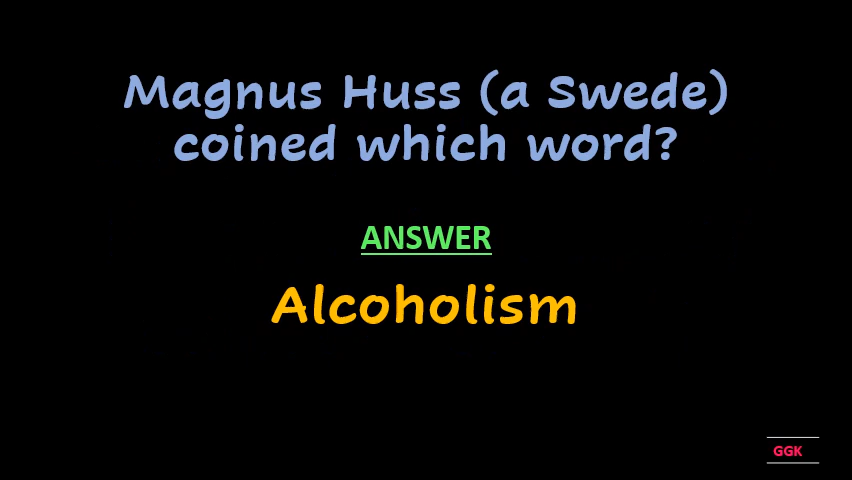 Magnus Huss (a Swede)
coined which word?
ANSWER
Alcoholism
GGK